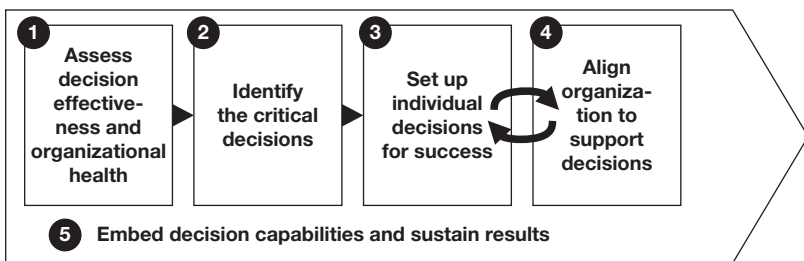 1
Assess
decision
effective-
ness and
organizational
health
2
Identify
the critical
decisions
3
Set up
individual
decisions
for success
4
Align
organiza-
tion to
support
decisions
5 Embed decision capabilities and sustain results